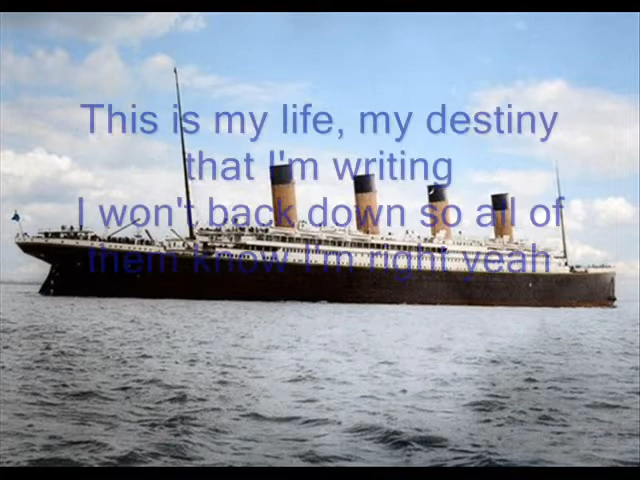 This is my life, my destiny
that I'm writing
I won't back down so all of
them know I'm right yeah